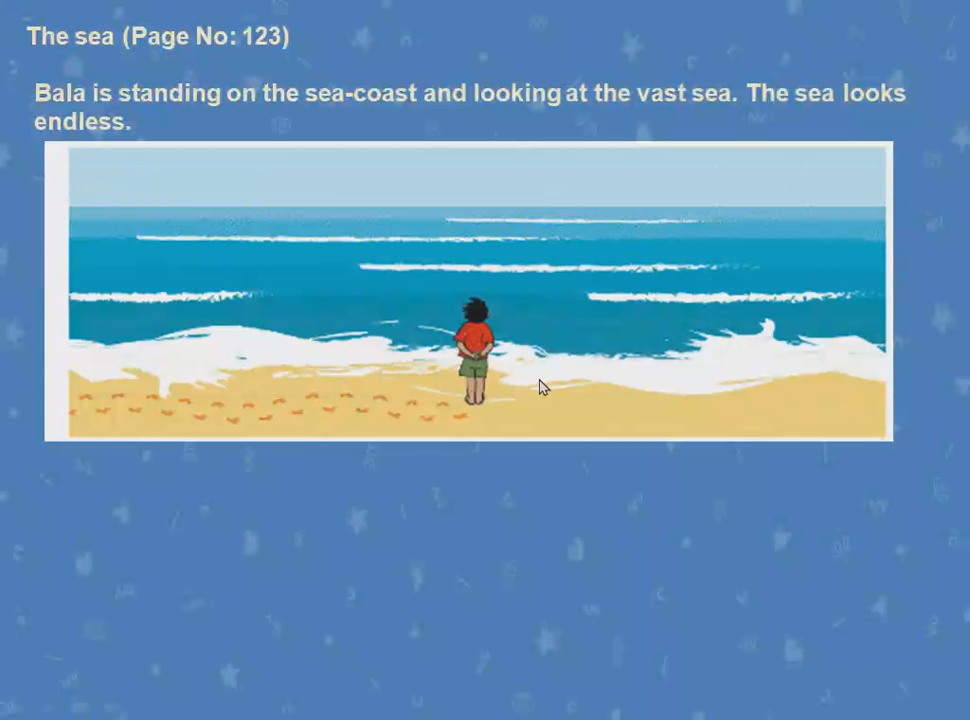 The sea (Page No: 123)
Bala is standing on the sea-coast and looking at the vast sea. The sea looks
endless.